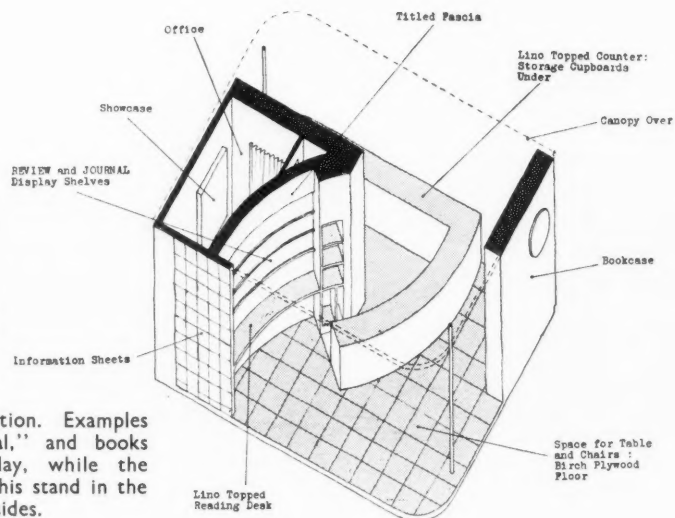 Titled Fascia
Office
Lino Topped Counter:
Storage Cupboards
Under
Showcase
Canopy Over
REVIEW and JOURNAL
Display Shelves
Bookcase
Information Sheets
tion. Examples
al," and books
lay, while the
his stand in the
ides.
Lino Topped
Reading Desk
Space for Table
and Chairs :
Birch Plywood
Floor